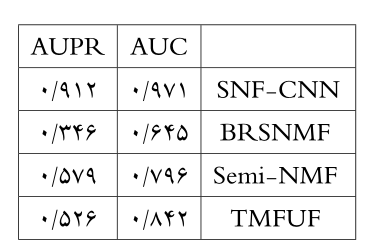 AUPR AUC
۰/۹۱۲ ۰/۹۷۱ SNF-CNN
۰/۳۴۶ ۰/۶۴۵ BRSNMF
۰/۵۷۹ ۰/۷۹۶ Semi-NMF
۰/۵۲۶ ۰/۸۴۲ TMFUF